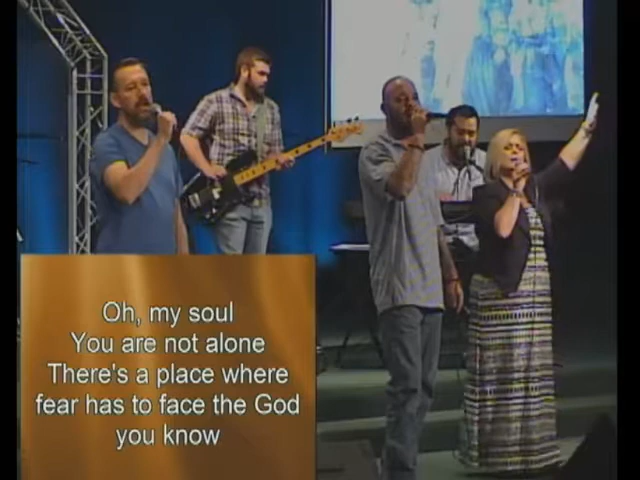 Oh, my soul
You are not alone
There's a place where
fear has to face the God
you know